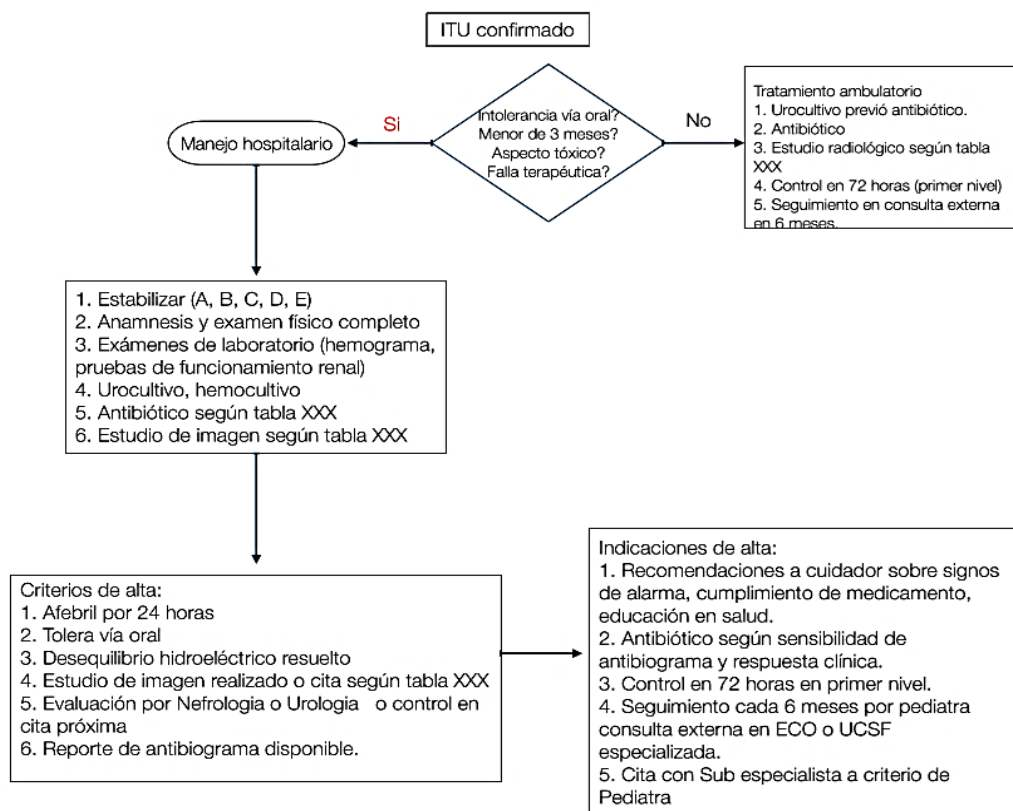 ITU confirmado
Intolerancia vía oral?
Menor de 3 meses?
Aspecto tóxico?
Falla terapéutica?
Si
No
Manejo hospitalario
Tratamiento ambulatorio
1. Urocultivo previó antibiótico.
2. Antibiótico
3. Estudio radiológico según tabla
XXX
4. Control en 72 horas (primer nivel)
5. Seguimiento en consulta externa
en 6 meses.
1. Estabilizar (A, B, C, D, E)
2. Anamnesis y examen físico completo
3. Exámenes de laboratorio (hemograma,
pruebas de funcionamiento renal)
4. Urocultivo, hemocultivo
5. Antibiótico según tabla XXX
6. Estudio de imagen según tabla XXX
Criterios de alta:
1. Afebril por 24 horas
2. Tolera vía oral
3. Desequilibrio hidroeléctrico resuelto
4. Estudio de imagen realizado o cita según tabla XXX
5. Evaluación por Nefrologia o Urologia o control en
cita próxima
6. Reporte de antibiograma disponible.
Indicaciones de alta:
1. Recomendaciones a cuidador sobre signos
de alarma, cumplimiento de medicamento,
educación en salud.
2. Antibiótico según sensibilidad de
antibiograma y respuesta clínica.
3. Control en 72 horas en primer nivel.
4. Seguimiento cada 6 meses por pediatra
consulta externa en ECO o UCSF
especializada.
5. Cita con Sub especialista a criterio de
Pediatra